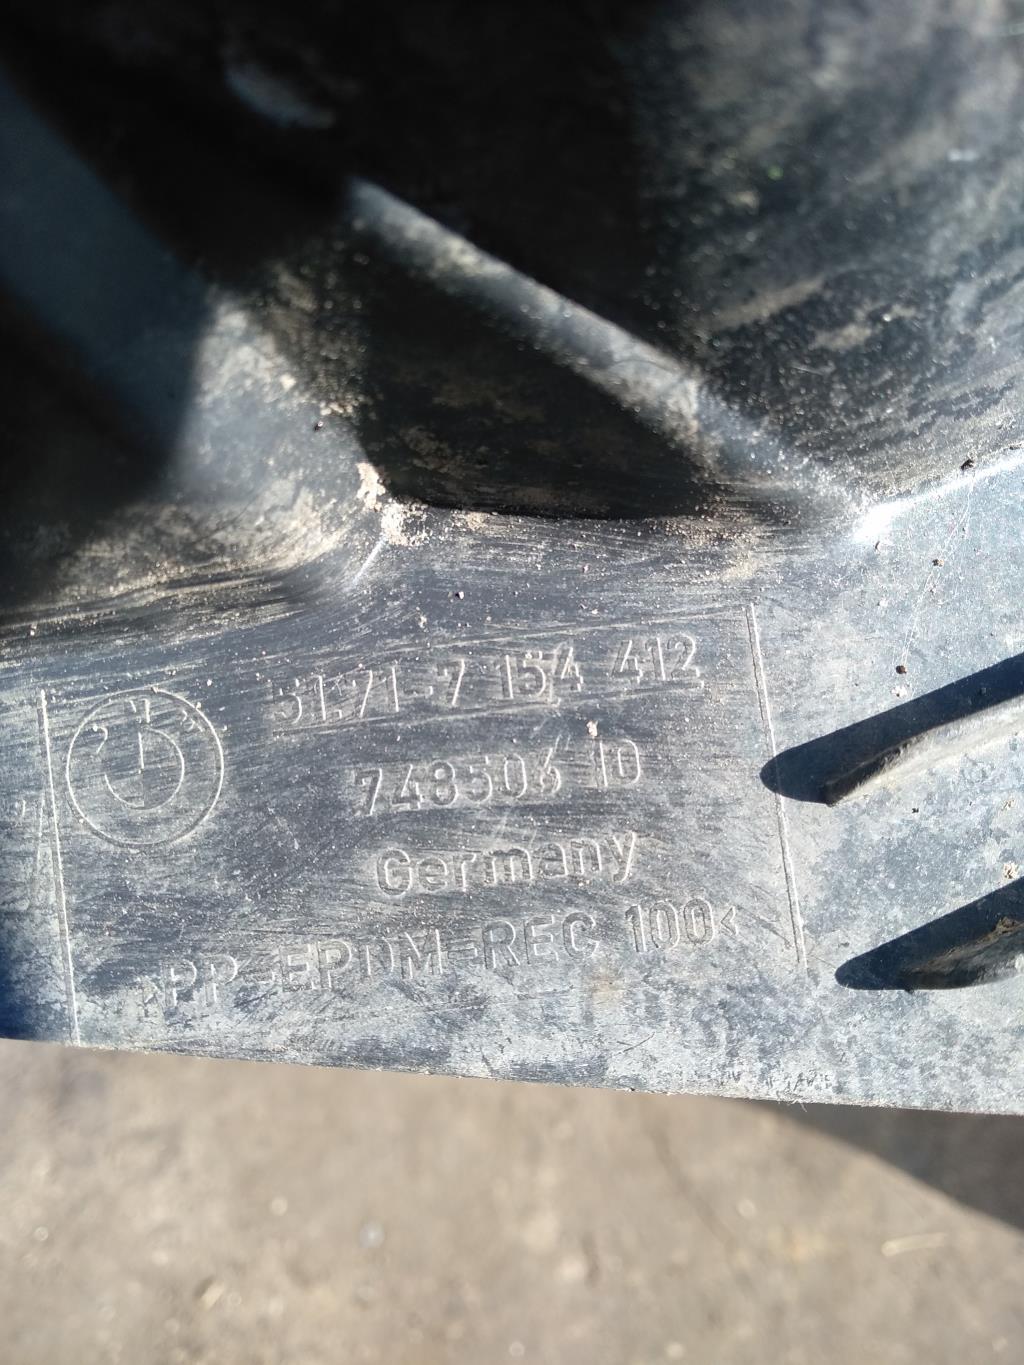 51.71-7 154 412
748506 10
Germany
>PP-EPDM-REC 100<